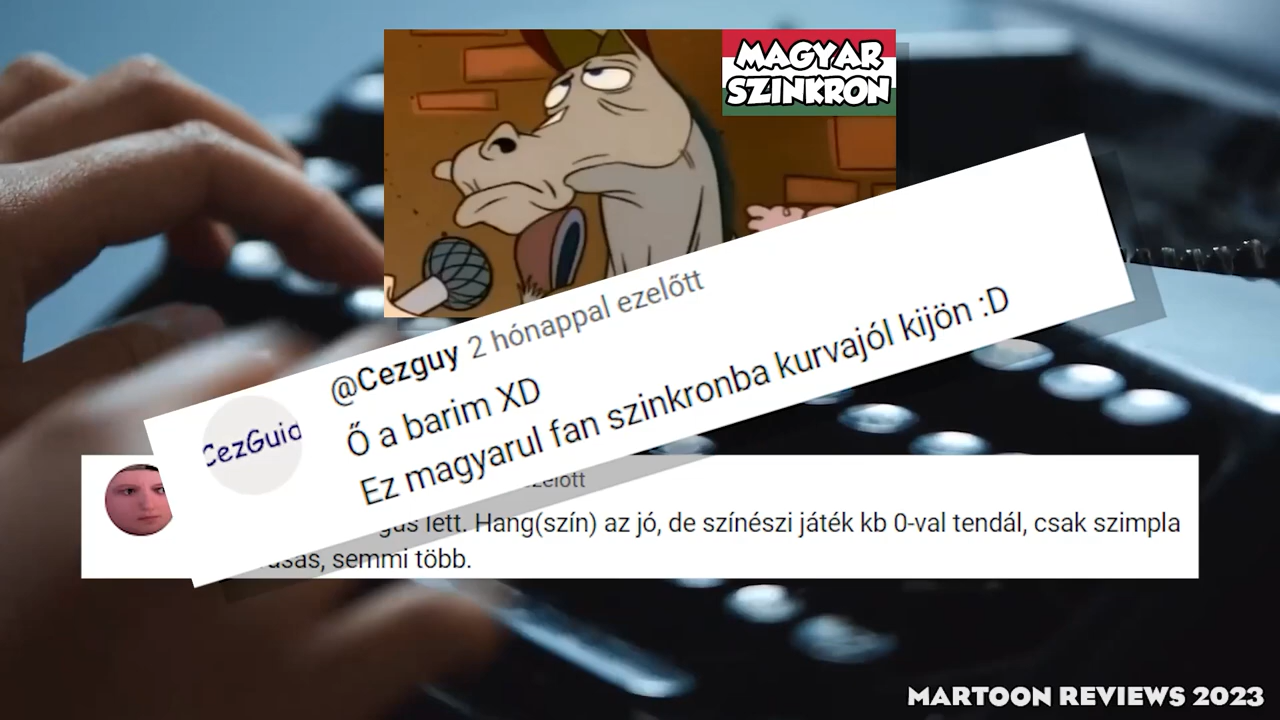 MAGYAR
SZINKRON
@Cezguy 2 hónappal ezelőtt
CezGuid
Ő a barim XD
Ez magyarul fan szinkronba kurvajól kijön :D
lett. Hang(szín) az jó, de színészi játék kb 0-val tendál, csak szimpla
semmi több.
MARTOON REVIEWS 2023